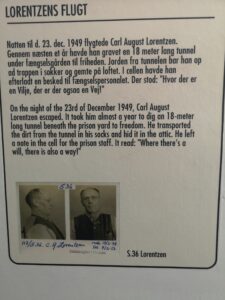 LORENTZENS FLUGT
Natten til d. 23. dec. 1949 flygtede Carl August Lorentzen.
Gennem næsten et år havde han gravet en 18 meter lang tunnel
under fængselsgården til friheden. Jorden fra tunnelen bar han op
ad trappen i sokker og gemte på loftet. I cellen havde han
efterladt en besked til fængselspersonalet. Der stod: "Hvor der er
en Vilje, der er der ogsaa en Vej!"
On the night of the 23rd of December 1949, Carl August
Lorentzen escaped. It took him almost a year to dig an 18-meter
long tunnel beneath the prison yard to freedom. He transported
the dirt from the tunnel in his socks and hid it in the attic. He left
a note in the cell for the prison staff. It read: "Where there's a
will, there is also a way!"
S.36
C. A. Lorentzen
S.36 Lorentzen